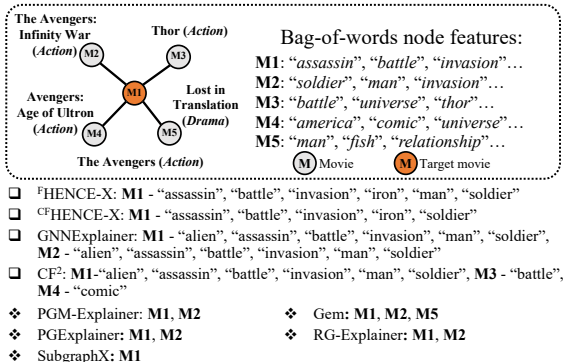 The Avengers:
Infinity War
(Action)
Thor (Action)
M2
M3
M1
Avengers:
Age of Ultron
(Action)
Lost in
Translation
(Drama)
M4
M5
The Avengers (Action)
Bag-of-words node features:
M1: “assassin”, “battle”, “invasion”…
M2: “soldier”, “man”, “invasion”…
M3: “battle”, “universe”, “thor”…
M4: “america”, “comic”, “universe”…
M5: “man”, “fish”, “relationship”…
M Movie M Target movie
❑ ᶠHENCE-X: M1 - “assassin”, “battle”, “invasion”, “iron”, “man”, “soldier”
❑ ᶜᶠHENCE-X: M1 - “assassin”, “battle”, “invasion”, “iron”, “soldier”
❑ GNNExplainer: M1 - “alien”, “assassin”, “battle”, “invasion”, “man”, “soldier”,
M2 - “alien”, “assassin”, “battle”, “invasion”, “man”, “soldier”
❑ CF²: M1-“alien”, “assassin”, “battle”, “invasion”, “man”, “soldier”, M3 - “battle”,
M4 - “comic”
❖ PGM-Explainer: M1, M2 ❖ Gem: M1, M2, M5
❖ PGExplainer: M1, M2 ❖ RG-Explainer: M1, M2
❖ SubgraphX: M1